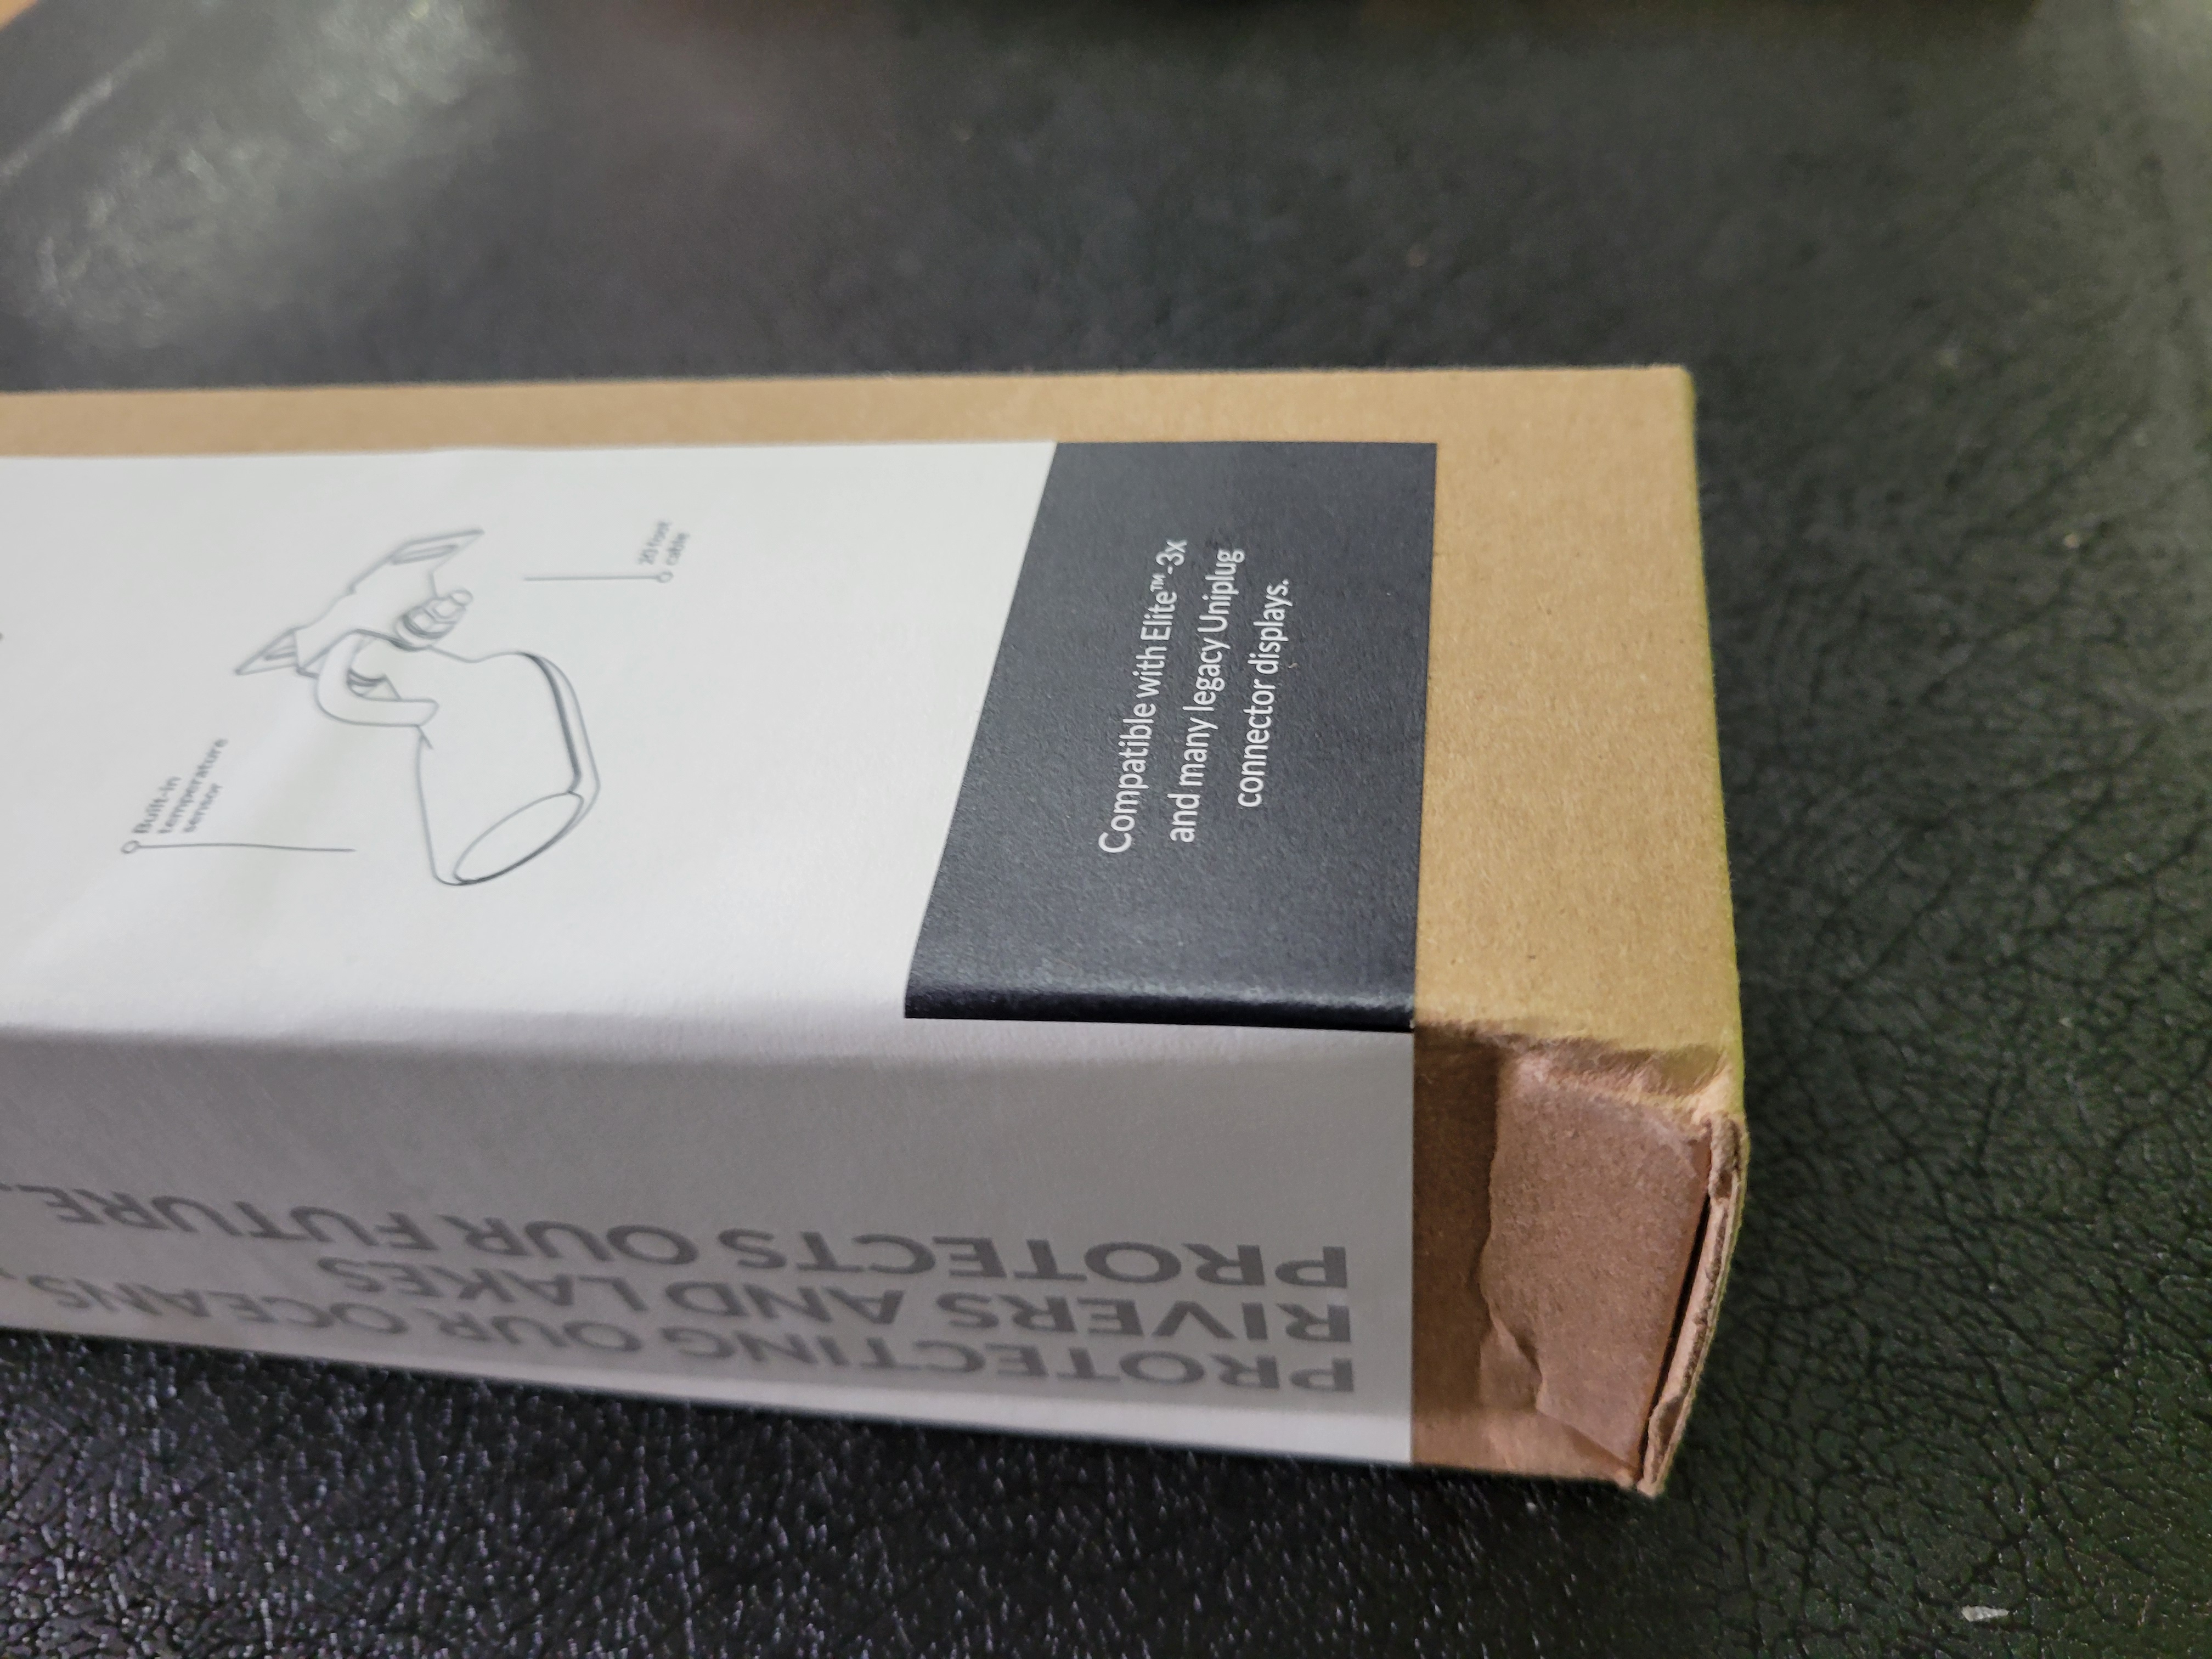 Built-in
temperature
sensor
20 foot
cable
Compatible with Elite™-3x
and many legacy Uniplug
connector displays.
PROTECTING OUR OCEANS,
RIVERS AND LAKES
PROTECTS OUR FUTURE.